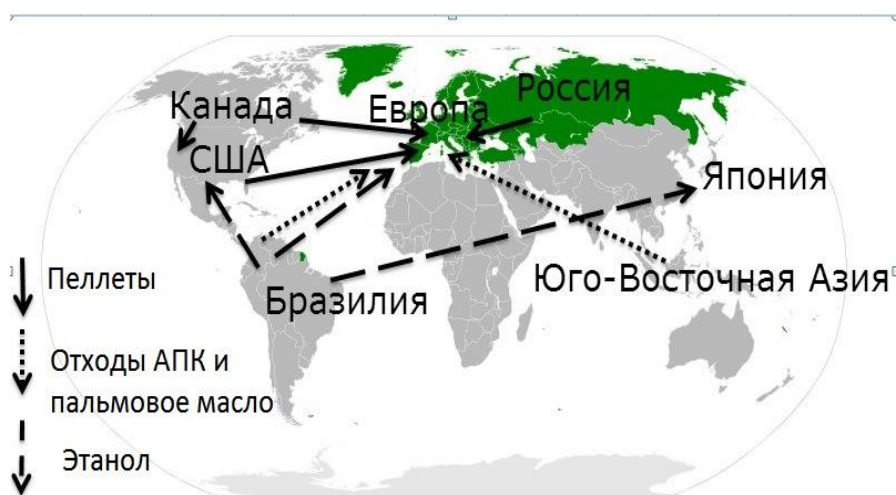 Канада
Европа
Россия
США
Япония
Юго-Восточная Азия
Бразилия
Пеллеты
Отходы АПК и
пальмовое масло
Этанол